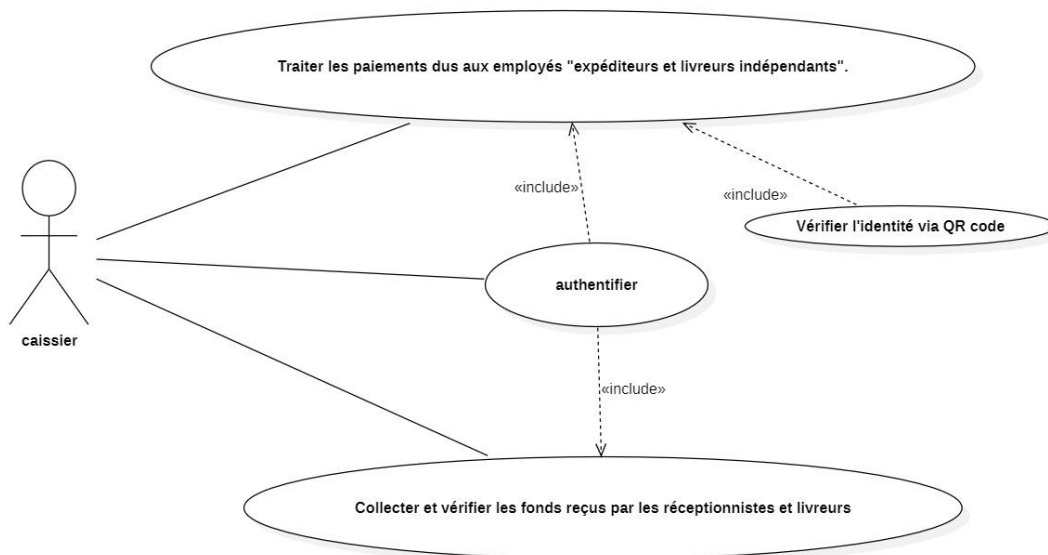 Traiter les paiements dus aux employés "expéditeurs et livreurs indépendants".
«include»
«include»
Vérifier l'identité via QR code
authentifier
caissier
«include»
Collecter et vérifier les fonds reçus par les réceptionnistes et livreurs